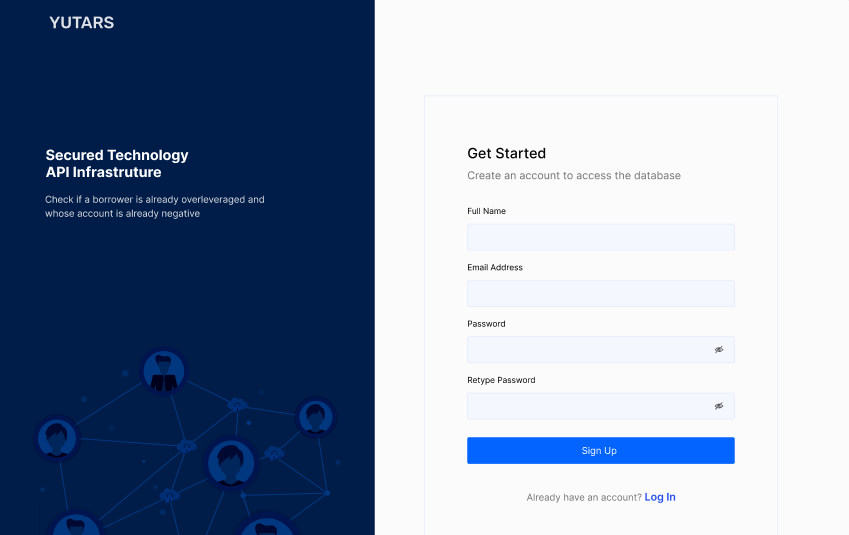 YUTARS
Secured Technology
API Infrastruture
Check if a borrower is already overleveraged and
whose account is already negative
Get Started
Create an account to access the database
Full Name
Email Address
Password
Retype Password
Sign Up
Already have an account? Log In